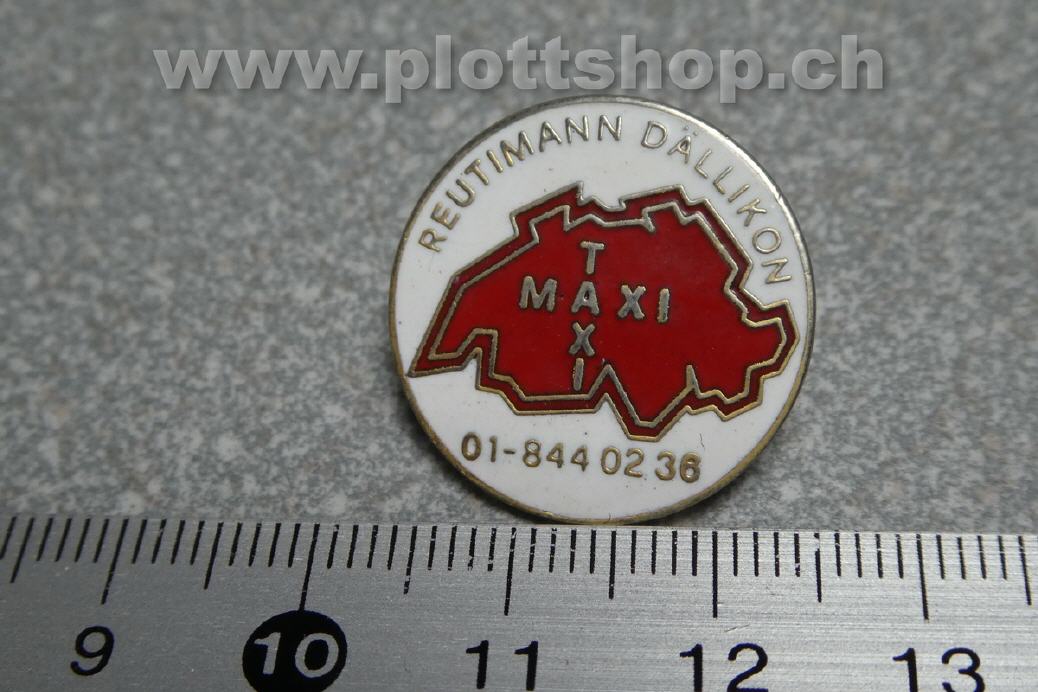 www.plottshop.ch
REUTIMANN DÄLLIKON
TAXI
MAXI
01-844 02 36
9 10 11 12 13